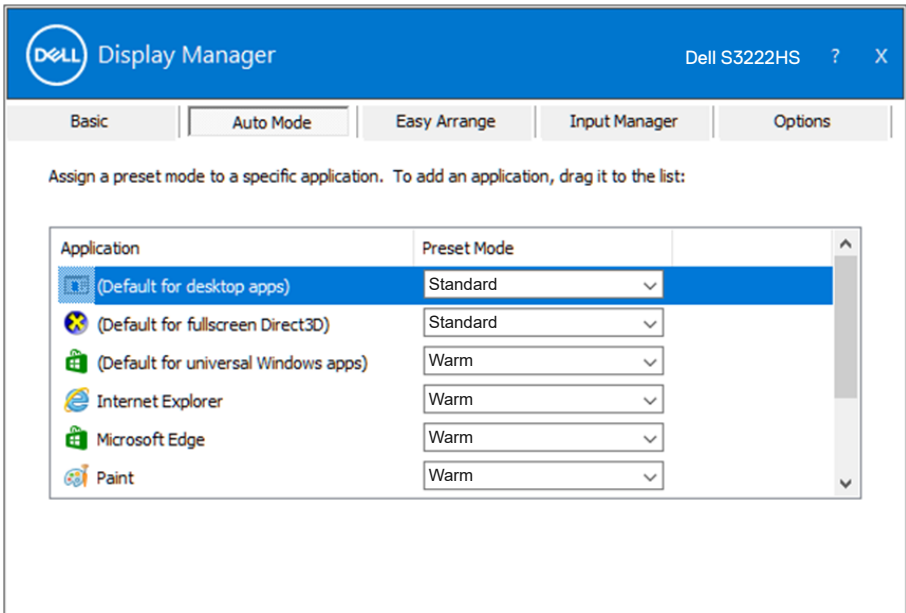 DELL Display Manager Dell S3222HS ? X
Basic Auto Mode Easy Arrange Input Manager Options
Assign a preset mode to a specific application. To add an application, drag it to the list:
Application Preset Mode
(Default for desktop apps) Standard
(Default for fullscreen Direct3D) Standard
(Default for universal Windows apps) Warm
Internet Explorer Warm
Microsoft Edge Warm
Paint Warm